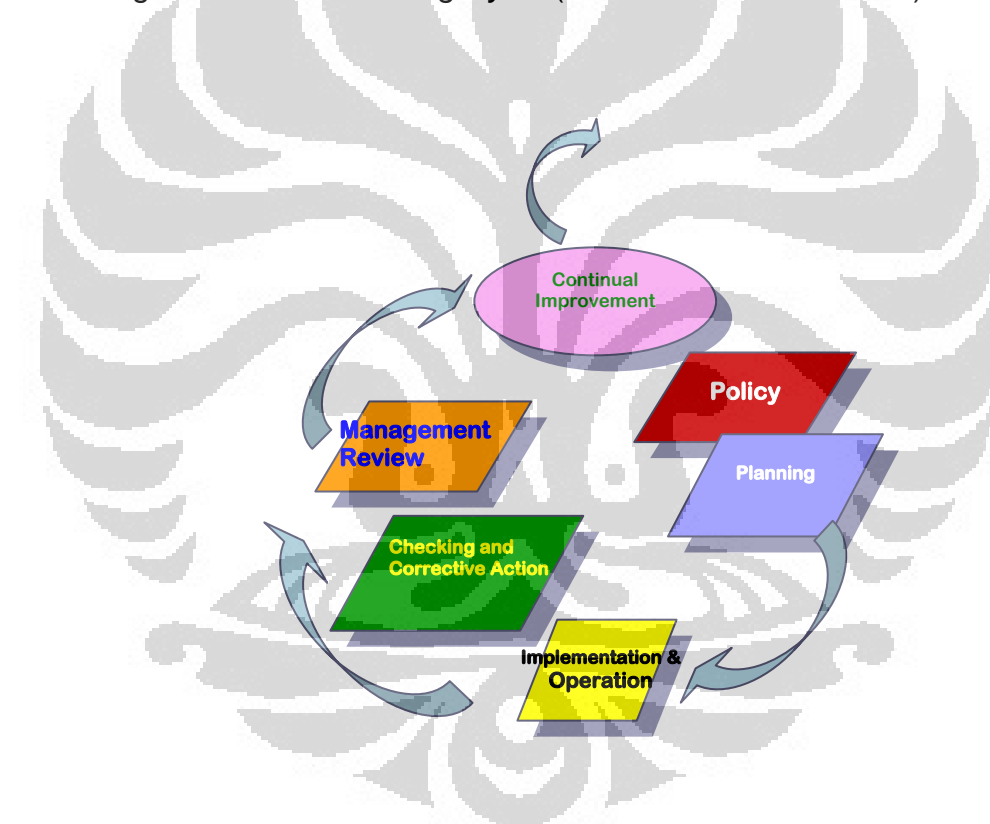 Continual
Improvement
Policy
Management
Review
Planning
Checking and
Corrective Action
Implementation &
Operation